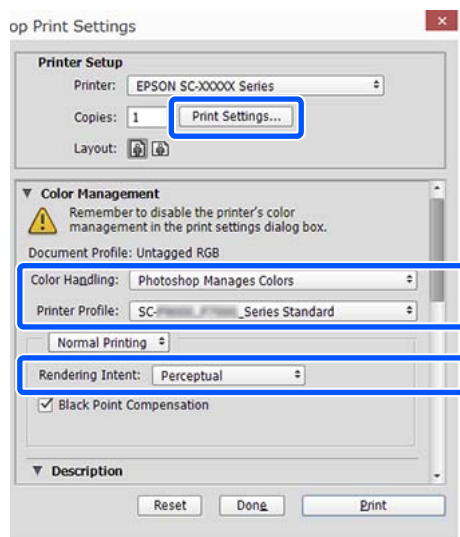 op Print Settings
Printer Setup
Printer: EPSON SC-XXXXX Series
Copies: 1 Print Settings...
Layout:
Color Management
Remember to disable the printer's color
management in the print settings dialog box.
Document Profile: Untagged RGB
Color Handling: Photoshop Manages Colors
Printer Profile: SC- _Series Standard
Normal Printing
Rendering Intent: Perceptual
Black Point Compensation
Description
Reset Done Print